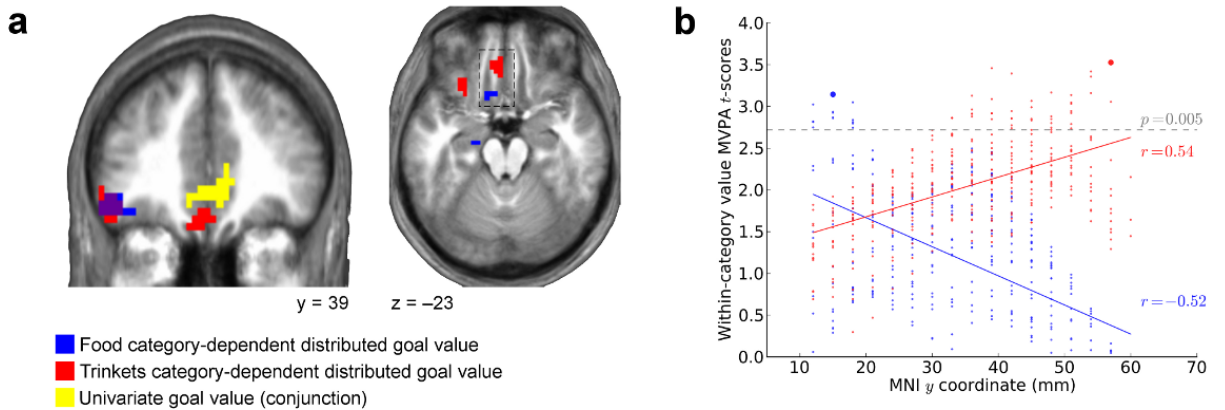 a
y = 39
z = –23
Food category-dependent distributed goal value
Trinkets category-dependent distributed goal value
Univariate goal value (conjunction)
b
Within-category value MVPA t-scores
4.0
3.5
3.0
2.5
2.0
1.5
1.0
0.5
0.0
p = 0.005
r = 0.54
r = −0.52
10 20 30 40 50 60 70
MNI y coordinate (mm)